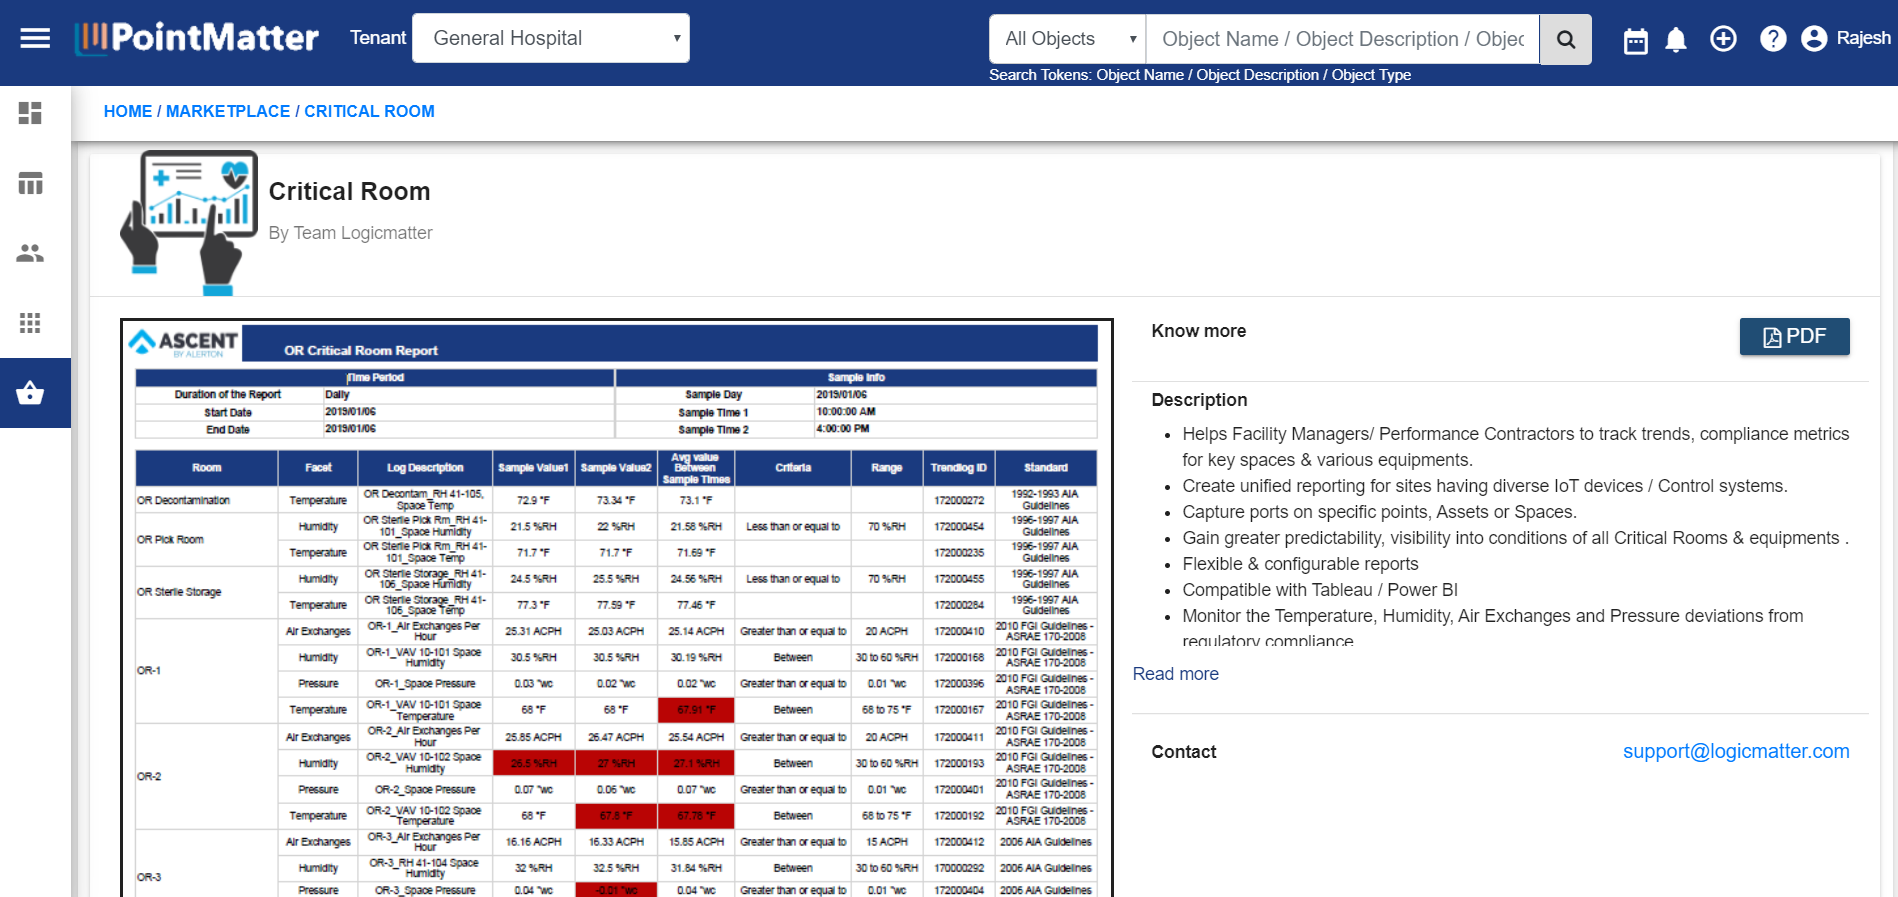 PointMatter
Tenant
General Hospital
All Objects
Object Name / Object Description / Objec
Rajesh
Search Tokens: Object Name / Object Description / Object Type
HOME / MARKETPLACE / CRITICAL ROOM
Critical Room
By Team Logicmatter
ASCENT
BY ALERTON
OR Critical Room Report
Time Period Sample Info
Duration of the Report Daily Sample Day 2019/01/06
Start Date 2019/01/06 Sample Time 1 10:00:00 AM
End Date 2019/01/06 Sample Time 2 4:00:00 PM
Room Facet Log Description Sample Value1 Sample Value2 Avg value Between Sample Times Criteria Range Trendlog ID Standard
OR Decontamination Temperature OR Decontam_RH 41-105, Space Temp 72.9 °F 73.34 °F 73.1 °F 172000272 1992-1993 AIA Guidelines
OR Pick Room Humidity OR Sterile Pick Rm_RH 41-101_Space Humidity 21.5 %RH 22 %RH 21.58 %RH Less than or equal to 70 %RH 172000454 1996-1997 AIA Guidelines
Temperature OR Sterile Pick Rm_RH 41-101_Space Temp 71.7 °F 71.7 °F 71.69 °F 172000235 1996-1997 AIA Guidelines
OR Sterile Storage Humidity OR Sterile Storage_RH 41-106_Space Humidity 24.5 %RH 25.5 %RH 24.56 %RH Less than or equal to 70 %RH 172000455 1996-1997 AIA Guidelines
Temperature OR Sterile Storage_RH 41-106_Space Temp 77.3 °F 77.59 °F 77.46 °F 172000284 1996-1997 AIA Guidelines
OR-1 Air Exchanges OR-1_Air Exchanges Per Hour 25.31 ACPH 25.03 ACPH 25.14 ACPH Greater than or equal to 20 ACPH 172000410 2010 FGI Guidelines - ASRAE 170-2008
Humidity OR-1_VAV 10-101 Space Humidity 30.5 %RH 30.5 %RH 30.19 %RH Between 30 to 60 %RH 172000168 2010 FGI Guidelines - ASRAE 170-2008
Pressure OR-1_Space Pressure 0.03 "wc 0.02 "wc 0.02 "wc Greater than or equal to 0.01 "wc 172000396 2010 FGI Guidelines - ASRAE 170-2008
Temperature OR-1_VAV 10-101 Space Temperature 68 °F 68 °F 67.91 °F Between 68 to 75 °F 172000167 2010 FGI Guidelines - ASRAE 170-2008
OR-2 Air Exchanges OR-2_Air Exchanges Per Hour 25.85 ACPH 26.47 ACPH 25.54 ACPH Greater than or equal to 20 ACPH 172000411 2010 FGI Guidelines - ASRAE 170-2008
Humidity OR-2_VAV 10-102 Space Humidity 26.5 %RH 27 %RH 27.1 %RH Between 30 to 60 %RH 172000193 2010 FGI Guidelines - ASRAE 170-2008
Pressure OR-2_Space Pressure 0.07 "wc 0.06 "wc 0.07 "wc Greater than or equal to 0.01 "wc 172000401 2010 FGI Guidelines - ASRAE 170-2008
Temperature OR-2_VAV 10-102 Space Temperature 68 °F 67.8 °F 67.78 °F Between 68 to 75 °F 172000192 2010 FGI Guidelines - ASRAE 170-2008
OR-3 Air Exchanges OR-3_Air Exchanges Per Hour 16.16 ACPH 16.33 ACPH 15.85 ACPH Greater than or equal to 15 ACPH 172000412 2006 AIA Guidelines
Humidity OR-3_RH 41-104 Space Humidity 32 %RH 32.5 %RH 31.84 %RH Between 30 to 60 %RH 170000292 2006 AIA Guidelines
Pressure OR-3_Space Pressure 0.04 "wc -0.01 "wc 0.04 "wc Greater than or equal to 0.01 "wc 172000404 2006 AIA Guidelines
Know more
PDF
Description
Helps Facility Managers/ Performance Contractors to track trends, compliance metrics
for key spaces & various equipments.
Create unified reporting for sites having diverse IoT devices / Control systems.
Capture ports on specific points, Assets or Spaces.
Gain greater predictability, visibility into conditions of all Critical Rooms & equipments .
Flexible & configurable reports
Compatible with Tableau / Power BI
Monitor the Temperature, Humidity, Air Exchanges and Pressure deviations from
regulatory compliance
Read more
Contact
support@logicmatter.com